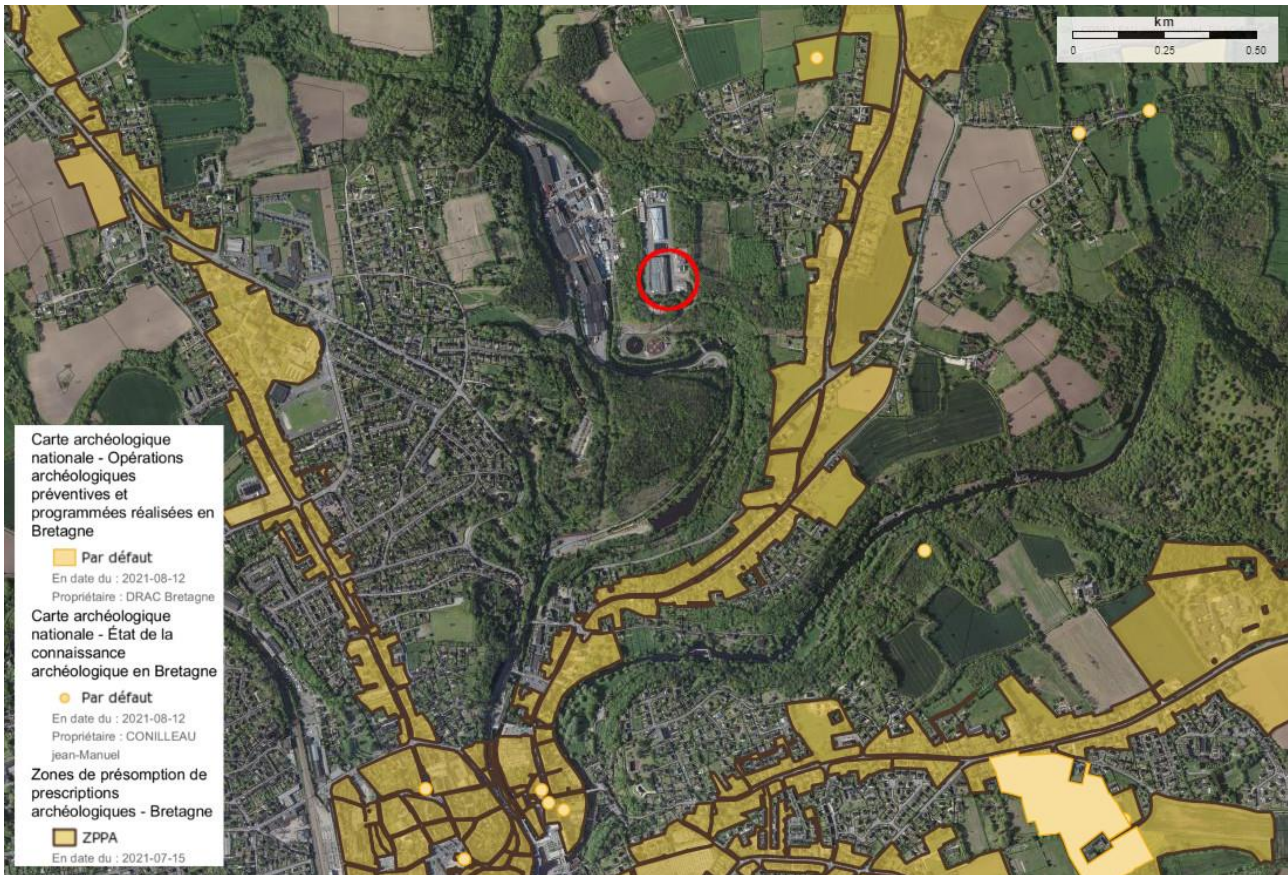 km
0 0.25 0.50
Carte archéologique
nationale - Opérations
archéologiques
préventives et
programmées réalisées en
Bretagne
Par défaut
En date du : 2021-08-12
Propriétaire : DRAC Bretagne
Carte archéologique
nationale - État de la
connaissance
archéologique en Bretagne
Par défaut
En date du : 2021-08-12
Propriétaire : CONILLEAU
jean-Manuel
Zones de présomption de
prescriptions
archéologiques - Bretagne
ZPPA
En date du : 2021-07-15